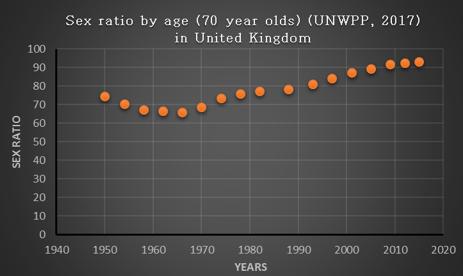 Sex ratio by age (70 year olds) (UNWPP, 2017)
in United Kingdom
SEX RATIO
100
90
80
70
60
50
40
30
20
10
0
1940 1950 1960 1970 1980 1990 2000 2010 2020
YEARS